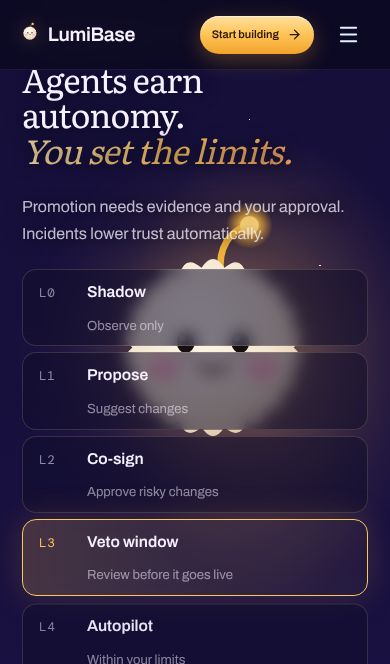 LumiBase
Start building
Agents earn
autonomy.
You set the limits.
Promotion needs evidence and your approval.
Incidents lower trust automatically.
L0
Shadow
Observe only
L1
Propose
Suggest changes
L2
Co-sign
Approve risky changes
L3
Veto window
Review before it goes live
L4
Autopilot
Within your limits